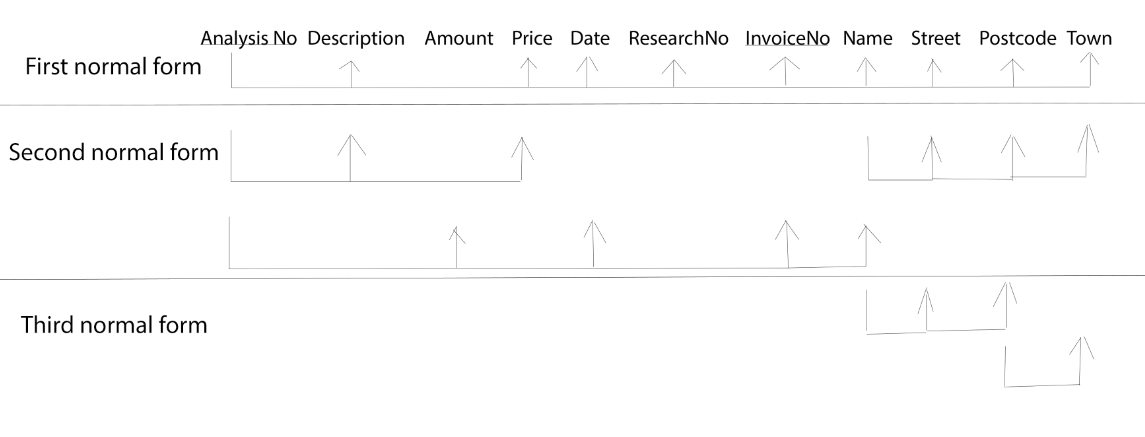 Analysis No Description Amount Price Date ResearchNo InvoiceNo Name Street Postcode Town
First normal form
Second normal form
Third normal form